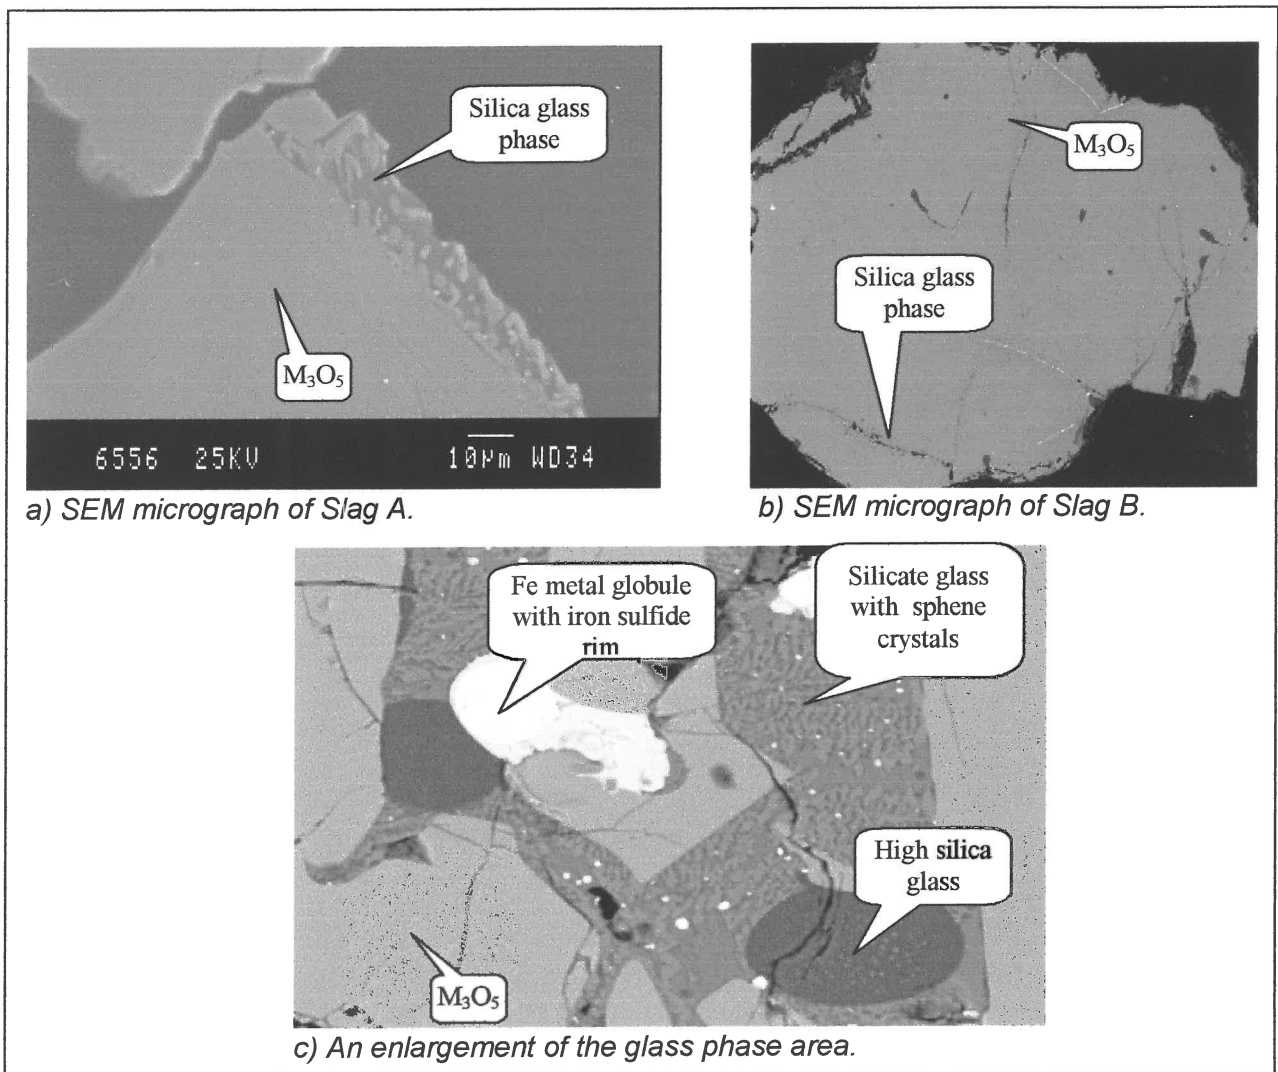 Silica glass
phase
M₃O₅
6556 25KV 10µm WD34
a) SEM micrograph of Slag A.
M₃O₅
Silica glass
phase
b) SEM micrograph of Slag B.
Fe metal globule
with iron sulfide
rim
Silicate glass
with sphene
crystals
High silica
glass
M₃O₅
c) An enlargement of the glass phase area.